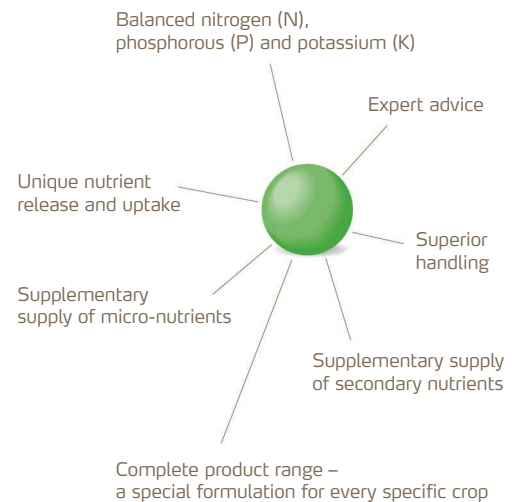 Balanced nitrogen (N),
phosphorous (P) and potassium (K)
Expert advice
Unique nutrient
release and uptake
Superior
handling
Supplementary
supply of micro-nutrients
Supplementary supply
of secondary nutrients
Complete product range –
a special formulation for every specific crop